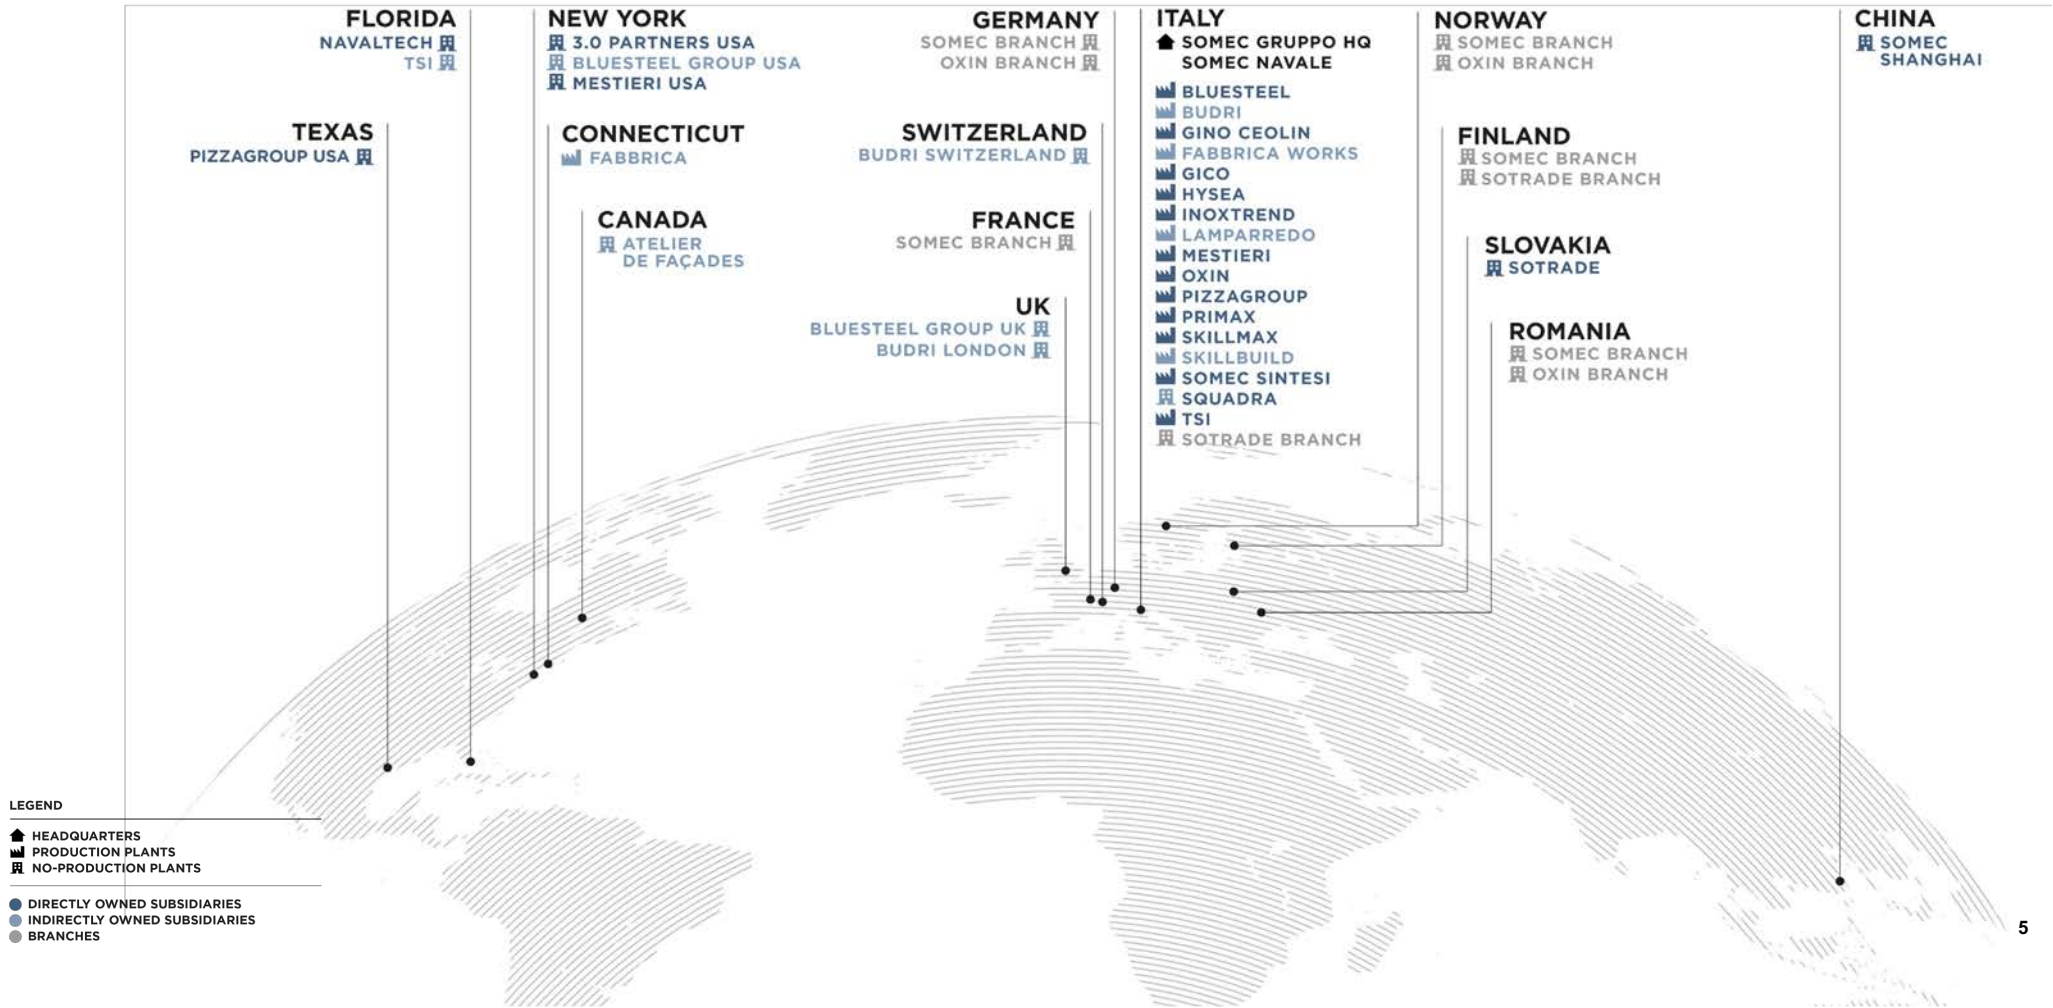 FLORIDA
NAVALTECH
TSI
NEW YORK
3.0 PARTNERS USA
BLUESTEEL GROUP USA
MESTIERI USA
GERMANY
SOMEC BRANCH
OXIN BRANCH
ITALY
SOMEC GRUPPO HQ
SOMEC NAVALE
BLUESTEEL
BUDRI
GINO CEOLIN
FABBRICA WORKS
GICO
HYSEA
INOXTREND
LAMPARREDO
MESTIERI
OXIN
PIZZAGROUP
PRIMAX
SKILLMAX
SKILLBUILD
SOMEC SINTESI
SQUADRA
TSI
SOTRADE BRANCH
NORWAY
SOMEC BRANCH
OXIN BRANCH
CHINA
SOMEC
SHANGHAI
TEXAS
PIZZAGROUP USA
CONNECTICUT
FABBRICA
SWITZERLAND
BUDRI SWITZERLAND
FINLAND
SOMEC BRANCH
SOTRADE BRANCH
CANADA
ATELIER
DE FAÇADES
FRANCE
SOMEC BRANCH
SLOVAKIA
SOTRADE
UK
BLUESTEEL GROUP UK
BUDRI LONDON
ROMANIA
SOMEC BRANCH
OXIN BRANCH
LEGEND
HEADQUARTERS
PRODUCTION PLANTS
NO-PRODUCTION PLANTS
DIRECTLY OWNED SUBSIDIARIES
INDIRECTLY OWNED SUBSIDIARIES
BRANCHES
5